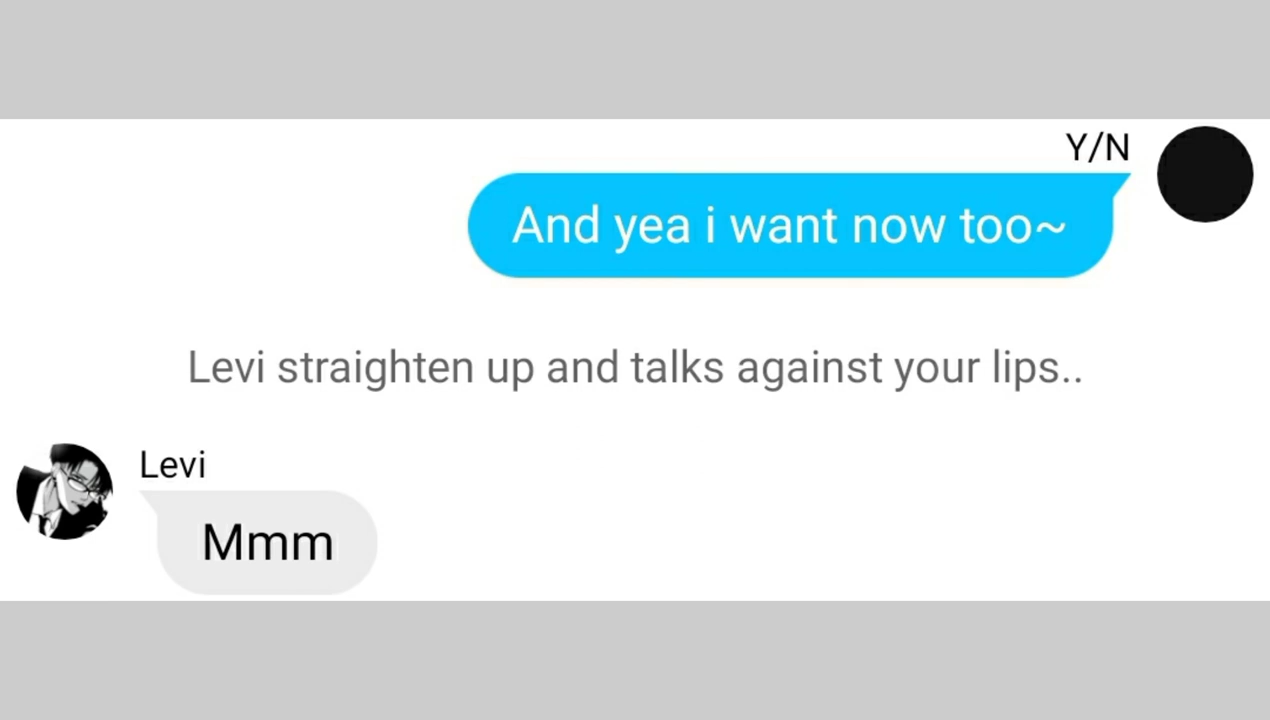 Y/N
And yea i want now too~
Levi straighten up and talks against your lips..
Levi
Mmm